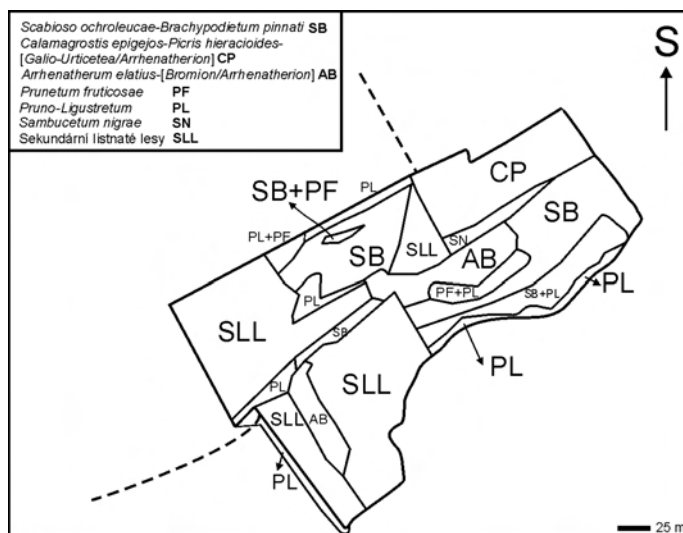 Scabioso ochroleucae-Brachypodietum pinnati SB
Calamagrostis epigejos-Picris hieracioides-
[Galio-Urticetea/Arrhenatherion] CP
Arrhenatherum elatius-[Bromion/Arrhenatherion] AB
Prunetum fruticosae PF
Pruno-Ligustretum PL
Sambucetum nigrae SN
Sekundární listnaté lesy SLL
S
CP
PL
SB+PF
SB
PL+PF
SN
SB
SLL
AB
PL
PF+PL
SB+PL
PL
SLL
SB
PL
SLL
PL
SLL
AB
PL
25 m